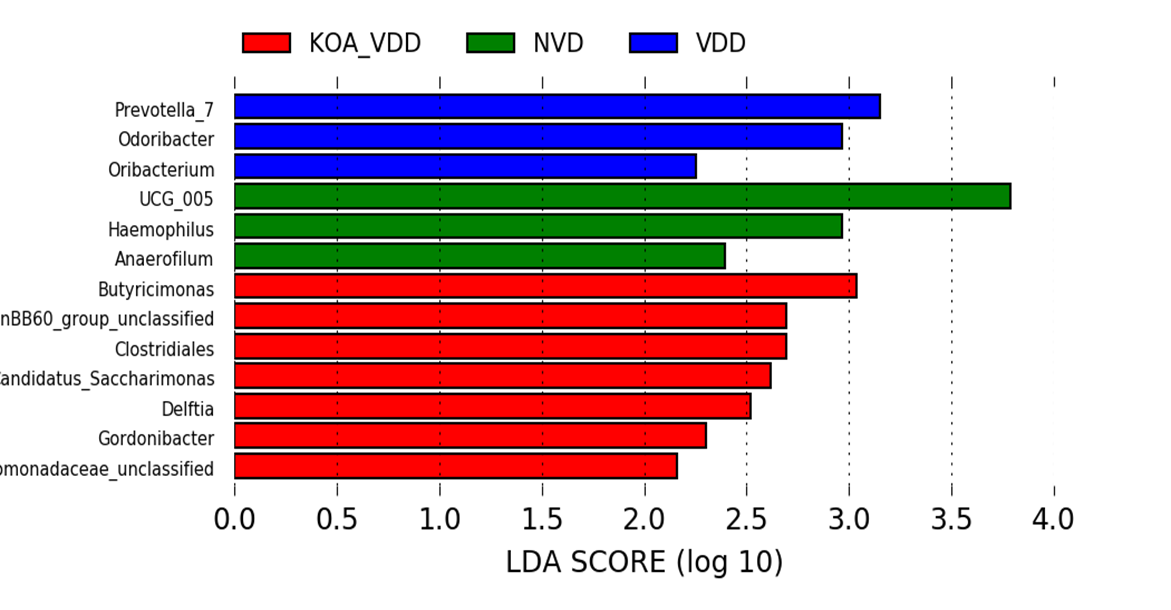 KOA_VDD NVD VDD
Prevotella_7
Odoribacter
Oribacterium
UCG_005
Haemophilus
Anaerofilum
Butyricimonas
nBB60_group_unclassified
Clostridiales
andidatus_Saccharimonas
Delftia
Gordonibacter
omonadaceae_unclassified
0.0 0.5 1.0 1.5 2.0 2.5 3.0 3.5 4.0
LDA SCORE (log 10)